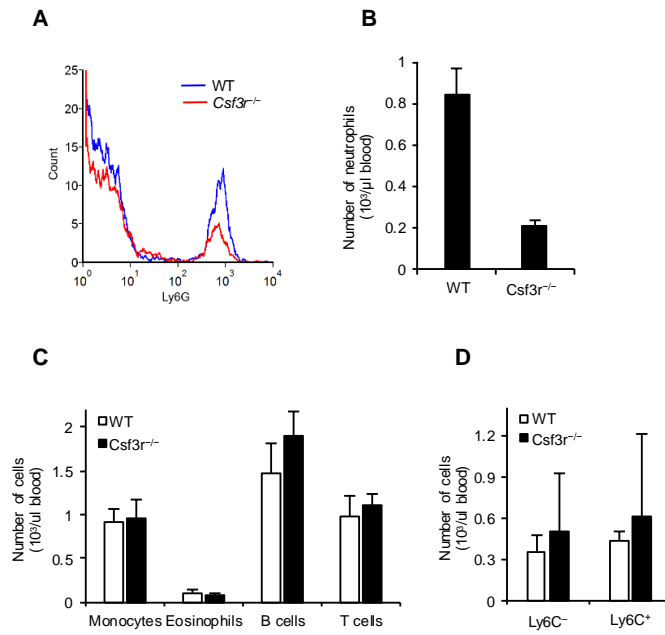 A
25
20
15
10
5
0
Count
10⁰ 10¹ 10² 10³ 10⁴
Ly6G
WT
Csf3r⁻/⁻
B
1
0.8
0.6
0.4
0.2
0
Number of neutrophils
(10³/µl blood)
WT Csf3r⁻/⁻
C
2
1.5
1
0.5
0
Number of cells
(10³/ul blood)
WT
Csf3r⁻/⁻
Monocytes Eosinophils B cells T cells
D
1.2
0.9
0.6
0.3
0
Number of cells
(10³/ul blood)
WT
Csf3r⁻/⁻
Ly6C⁻ Ly6C⁺